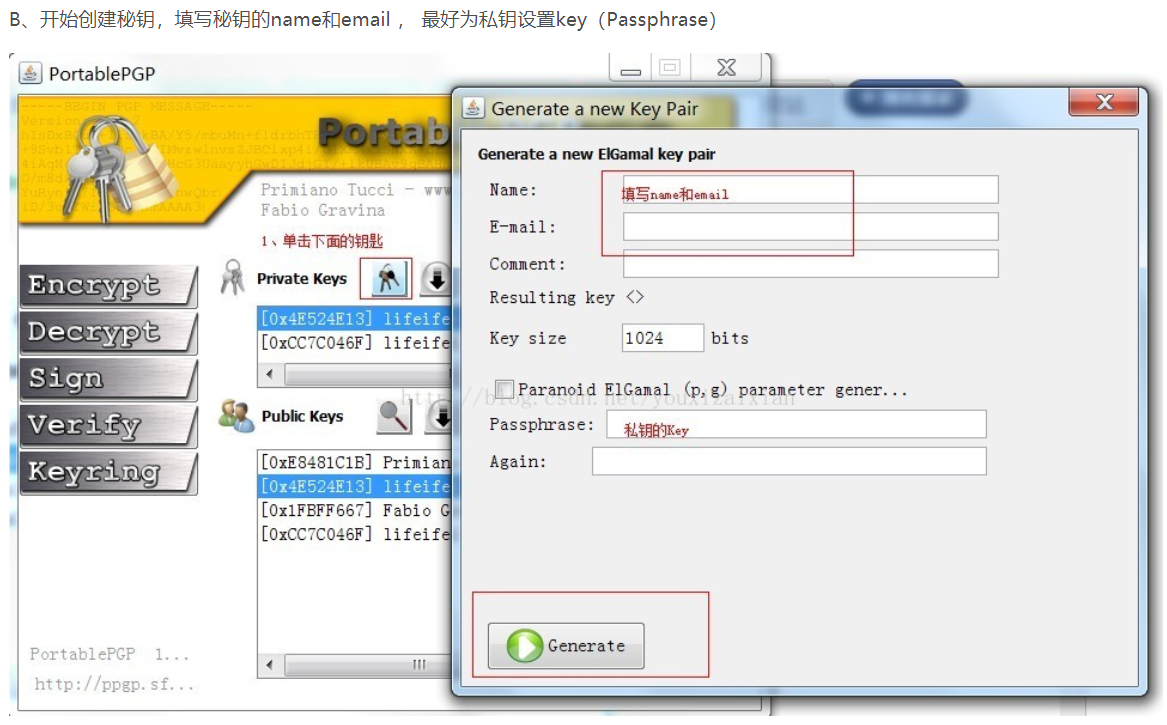 B、开始创建秘钥，填写秘钥的name和email ， 最好为私钥设置key（Passphrase）
PortablePGP
-----BEGIN PGP MESSAGE-----
Portab
Primiano Tucci - www
Fabio Gravina
1、单击下面的钥匙
Private Keys
[0x4E524E13] lifeife
[0xCC7C046F] lifeife
Public Keys
[0xE8481C1B] Primian
[0x4E524E13] lifeife
[0x1FBFF667] Fabio G
[0xCC7C046F] lifeife
Encrypt
Decrypt
Sign
Verify
Keyring
PortablePGP 1...
http://ppgp.sf...
Generate a new Key Pair
Generate a new ElGamal key pair
Name:
填写name和email
E-mail:
Comment:
Resulting key <>
Key size 1024 bits
Paranoid ElGamal (p,g) parameter gener...
http://blog.csdn.net/youxizaixian
Passphrase: 私钥的Key
Again:
Generate